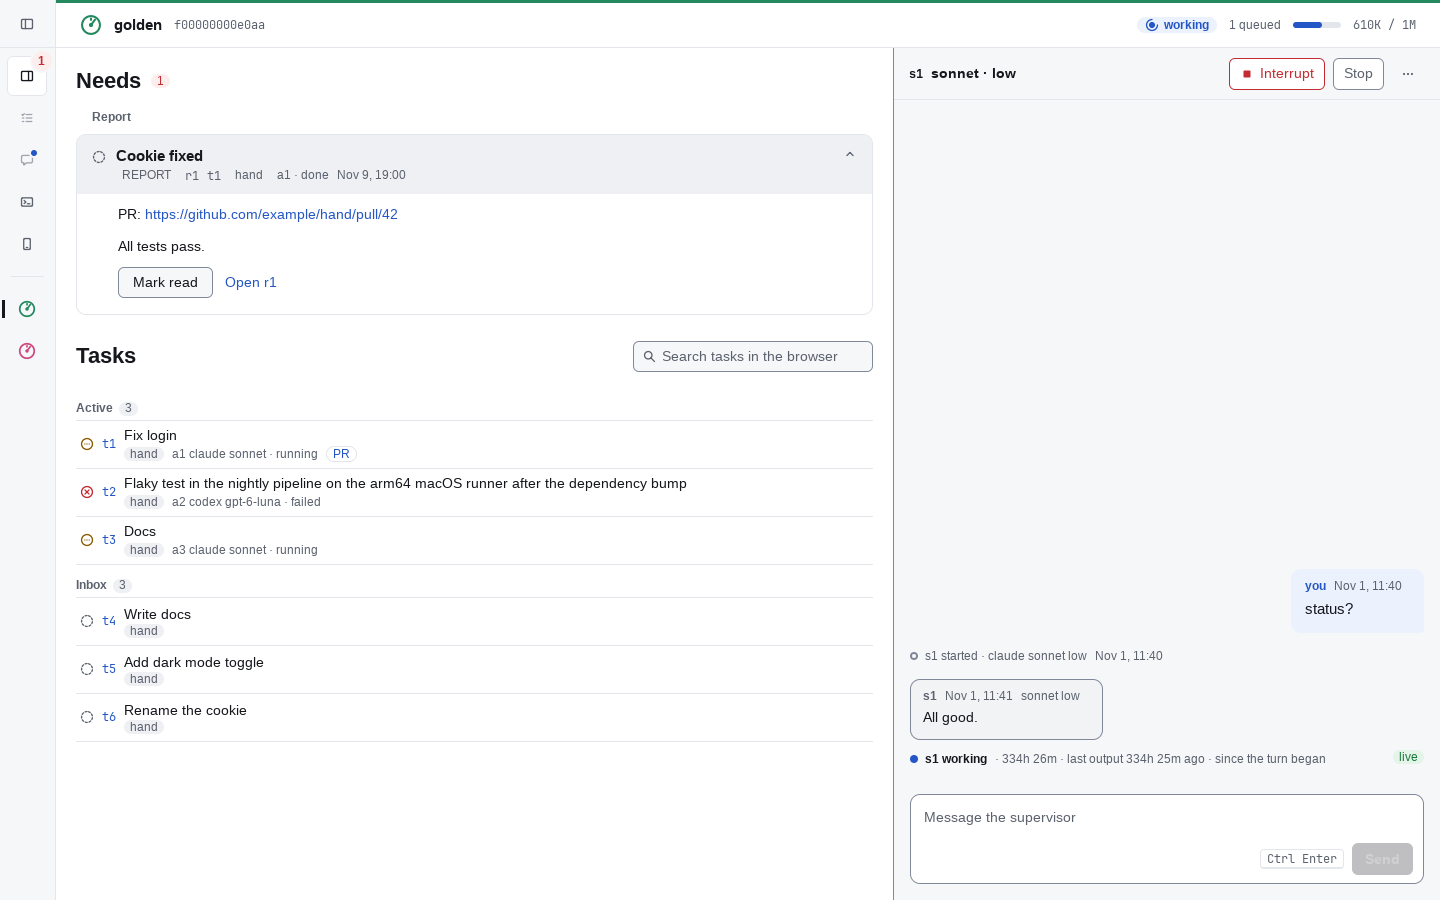 golden f00000000e0aa working 1 queued 610K / 1M
1
Needs 1
Report
Cookie fixed
REPORT r1 t1 hand a1 · done Nov 9, 19:00
PR: https://github.com/example/hand/pull/42
All tests pass.
Mark read Open r1
Tasks
Search tasks in the browser
Active 3
t1 Fix login
hand a1 claude sonnet · running PR
t2 Flaky test in the nightly pipeline on the arm64 macOS runner after the dependency bump
hand a2 codex gpt-6-luna · failed
t3 Docs
hand a3 claude sonnet · running
Inbox 3
t4 Write docs
hand
t5 Add dark mode toggle
hand
t6 Rename the cookie
hand
s1 sonnet · low Interrupt Stop ···
you Nov 1, 11:40
status?
s1 started · claude sonnet low Nov 1, 11:40
s1 Nov 1, 11:41 sonnet low
All good.
s1 working · 334h 26m · last output 334h 25m ago · since the turn began live
Message the supervisor
Ctrl Enter Send